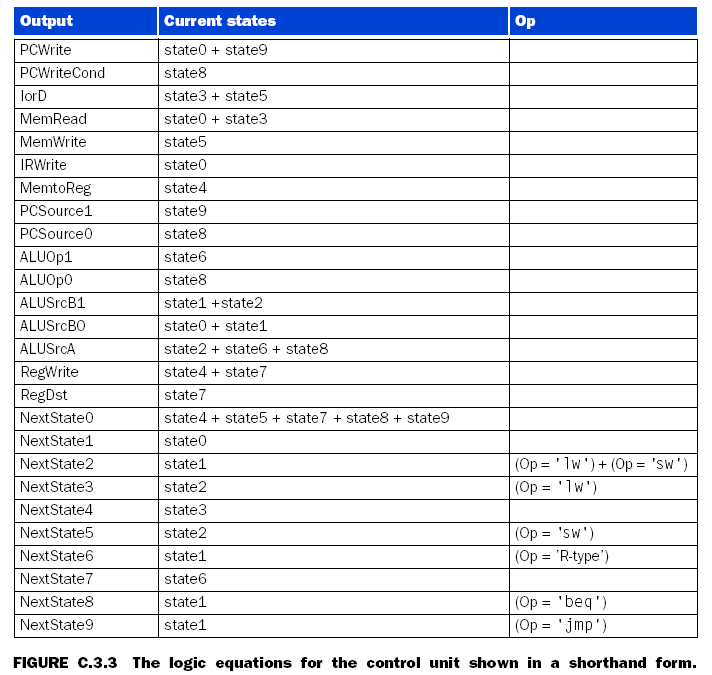 Output Current states Op
PCWrite state0 + state9
PCWriteCond state8
IorD state3 + state5
MemRead state0 + state3
MemWrite state5
IRWrite state0
MemtoReg state4
PCSource1 state9
PCSource0 state8
ALUOp1 state6
ALUOp0 state8
ALUSrcB1 state1 +state2
ALUSrcB0 state0 + state1
ALUSrcA state2 + state6 + state8
RegWrite state4 + state7
RegDst state7
NextState0 state4 + state5 + state7 + state8 + state9
NextState1 state0
NextState2 state1 (Op = 'lw') + (Op = 'sw')
NextState3 state2 (Op = 'lw')
NextState4 state3
NextState5 state2 (Op = 'sw')
NextState6 state1 (Op = 'R-type')
NextState7 state6
NextState8 state1 (Op = 'beq')
NextState9 state1 (Op = 'jmp')
FIGURE C.3.3 The logic equations for the control unit shown in a shorthand form.